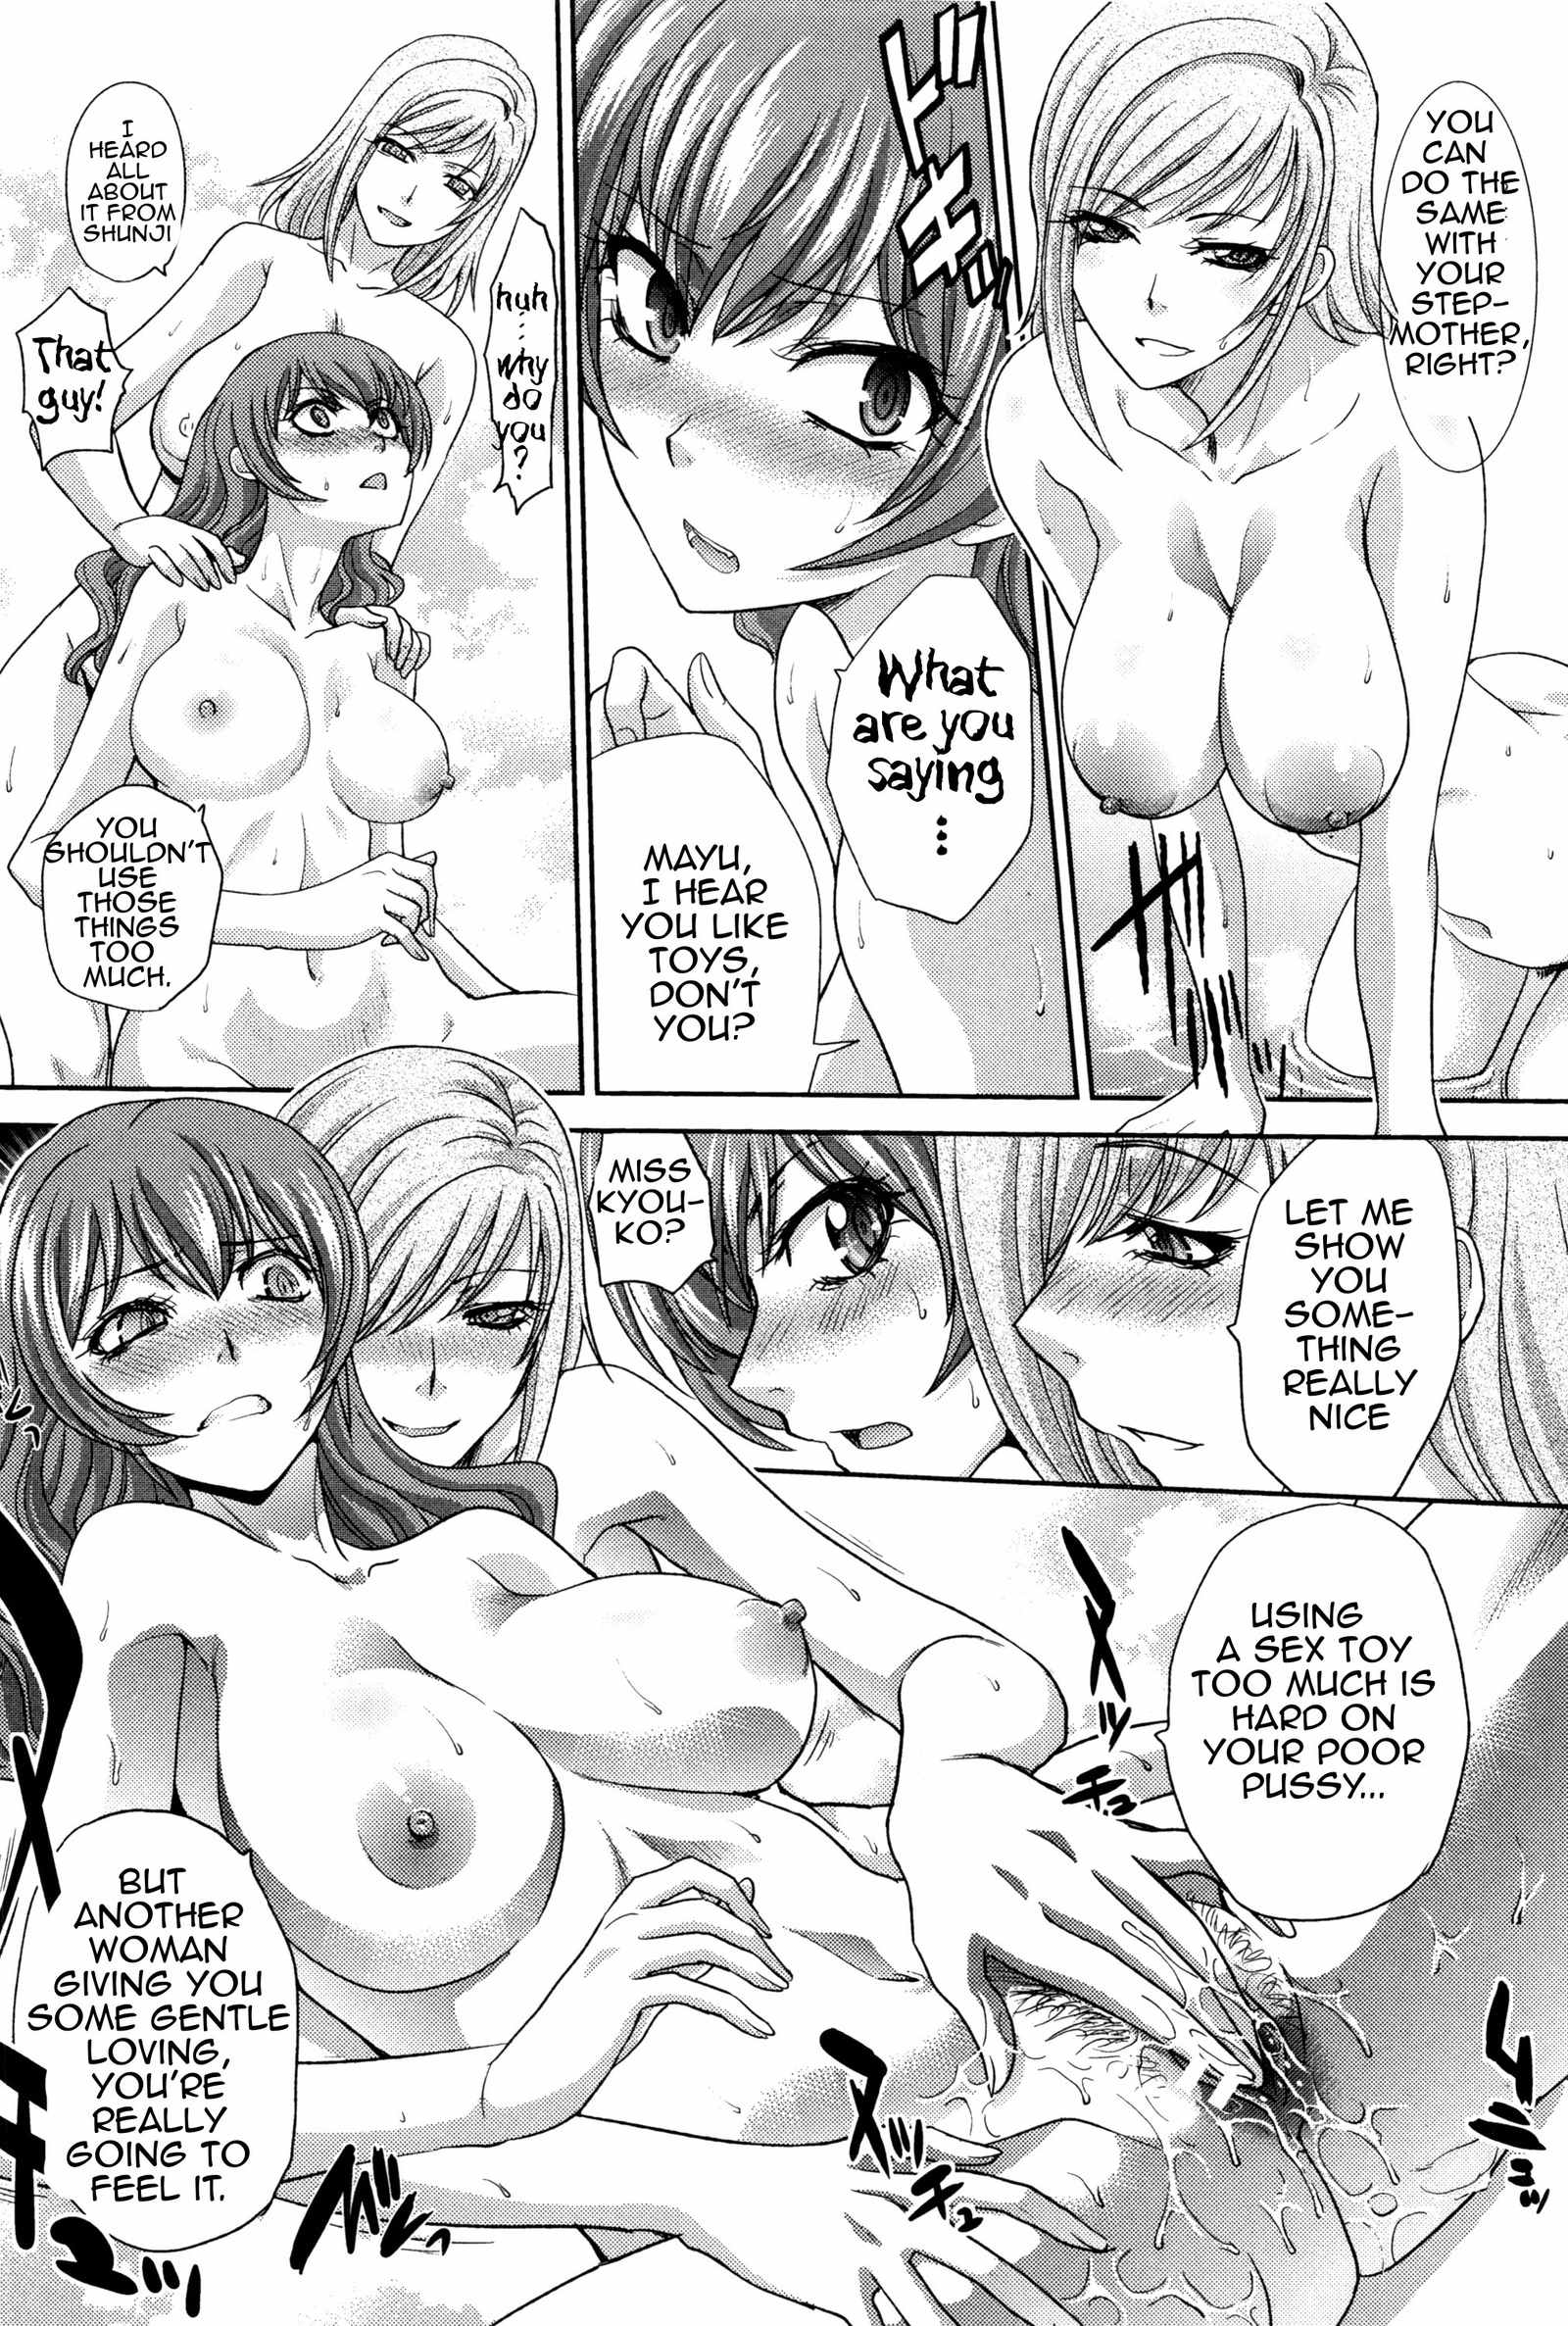 YOU
CAN
DO THE
SAME
WITH
YOUR
STEP-
MOTHER,
RIGHT?
ドキッ
What
are you
saying
...
MAYU,
I HEAR
YOU LIKE
TOYS,
DON'T
YOU?
huh
...
why
do
you
?
I
HEARD
ALL
ABOUT
IT FROM
SHUNJI
That
guy!
YOU
SHOULDN'T
USE
THOSE
THINGS
TOO
MUCH.
LET ME
SHOW
YOU
SOME-
THING
REALLY
NICE
MISS
KYOU-
KO?
USING
A SEX TOY
TOO MUCH IS
HARD ON
YOUR POOR
PUSSY...
BUT
ANOTHER
WOMAN
GIVING YOU
SOME GENTLE
LOVING,
YOU'RE
REALLY
GOING TO
FEEL IT.